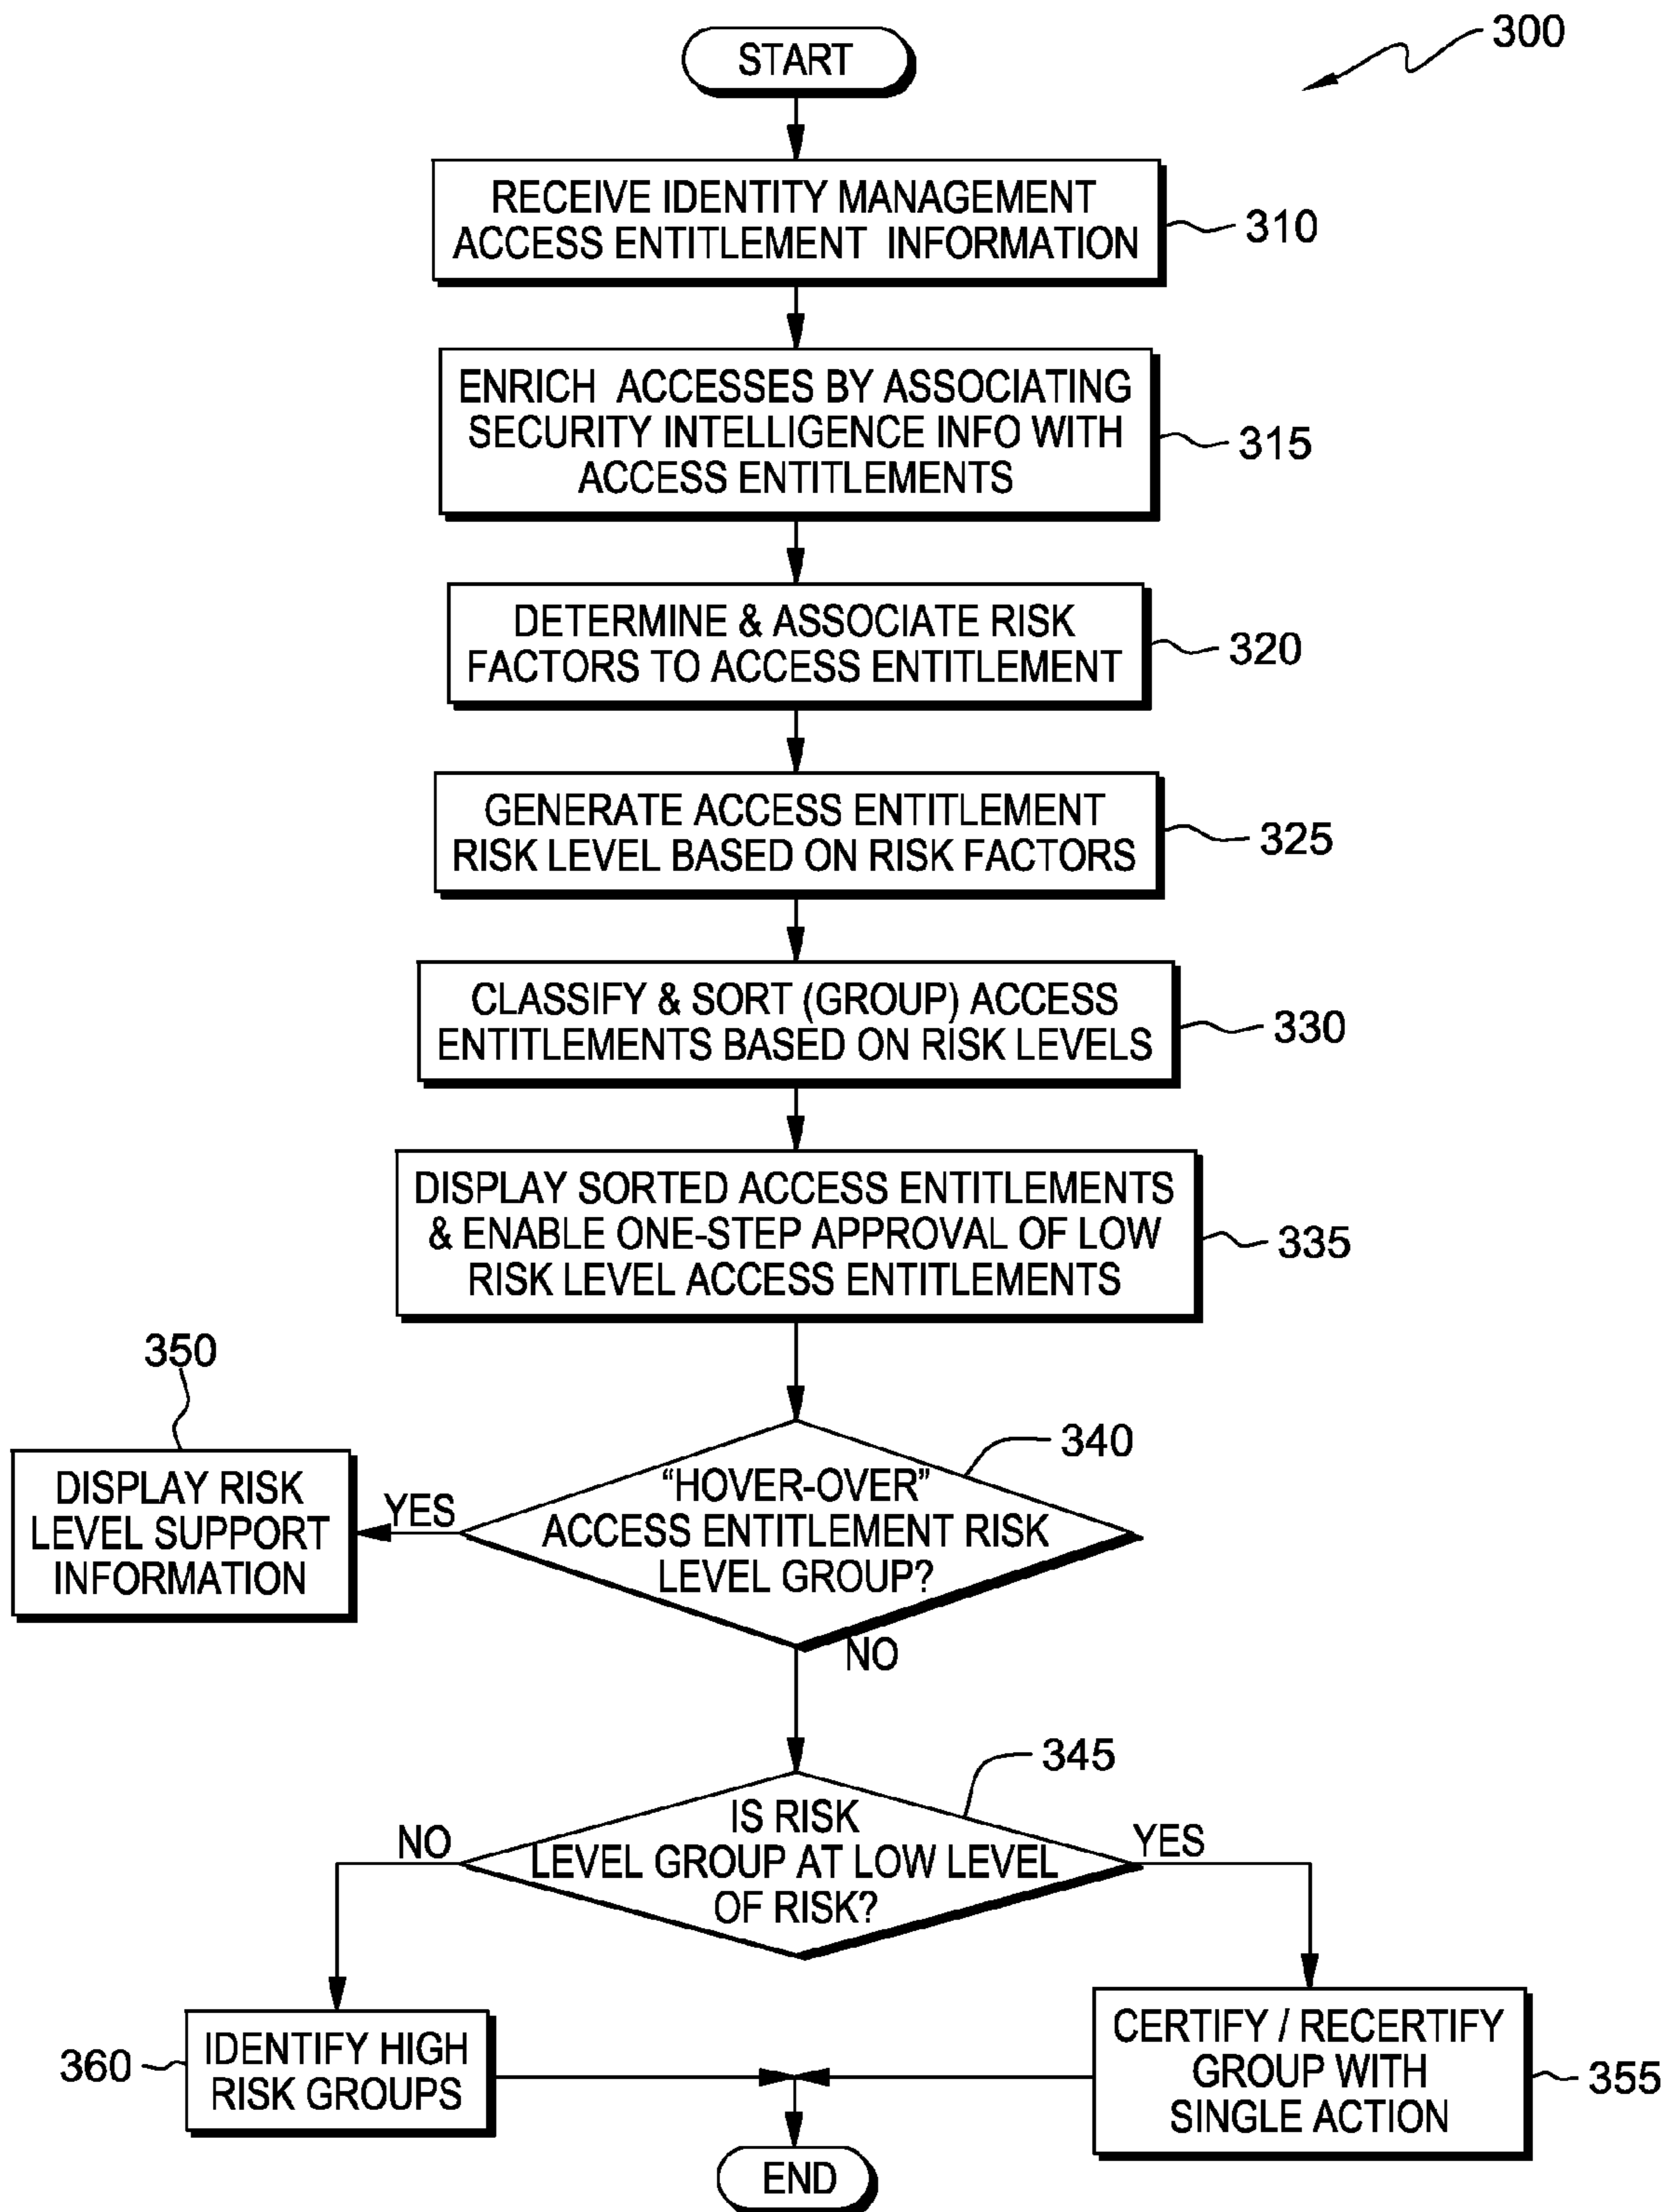 START
300
RECEIVE IDENTITY MANAGEMENT
ACCESS ENTITLEMENT INFORMATION
310
ENRICH ACCESSES BY ASSOCIATING
SECURITY INTELLIGENCE INFO WITH
ACCESS ENTITLEMENTS
315
DETERMINE & ASSOCIATE RISK
FACTORS TO ACCESS ENTITLEMENT
320
GENERATE ACCESS ENTITLEMENT
RISK LEVEL BASED ON RISK FACTORS
325
CLASSIFY & SORT (GROUP) ACCESS
ENTITLEMENTS BASED ON RISK LEVELS
330
DISPLAY SORTED ACCESS ENTITLEMENTS
& ENABLE ONE-STEP APPROVAL OF LOW
RISK LEVEL ACCESS ENTITLEMENTS
335
350
DISPLAY RISK
LEVEL SUPPORT
INFORMATION
YES
“HOVER-OVER”
ACCESS ENTITLEMENT RISK
LEVEL GROUP?
340
NO
345
IS RISK
LEVEL GROUP AT LOW LEVEL
OF RISK?
NO
YES
360
IDENTIFY HIGH
RISK GROUPS
CERTIFY / RECERTIFY
GROUP WITH
SINGLE ACTION
355
END